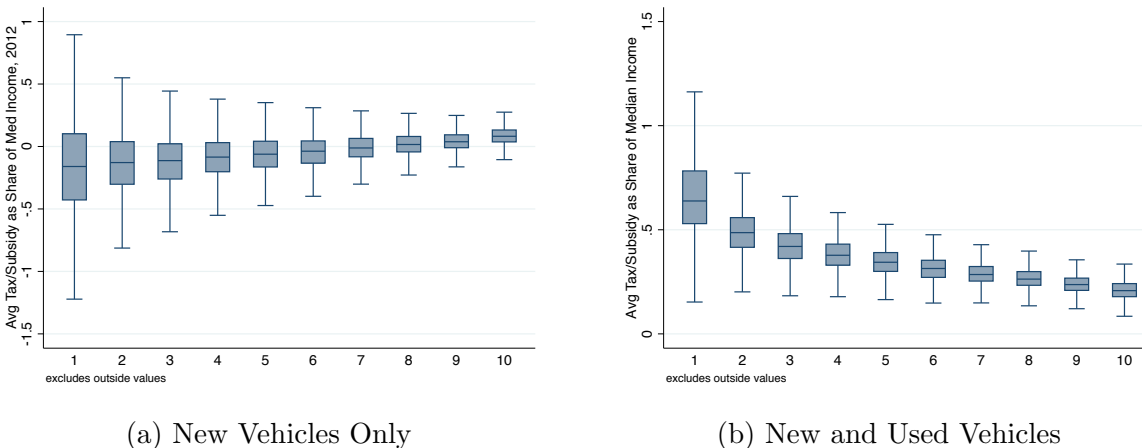 Avg Tax/Subsidy as Share of Med Income, 2012
1
.5
0
-.5
-1
-1.5
1 2 3 4 5 6 7 8 9 10
excludes outside values
(a) New Vehicles Only
Avg Tax/Subsidy as Share of Median Income
1.5
1
.5
0
1 2 3 4 5 6 7 8 9 10
excludes outside values
(b) New and Used Vehicles